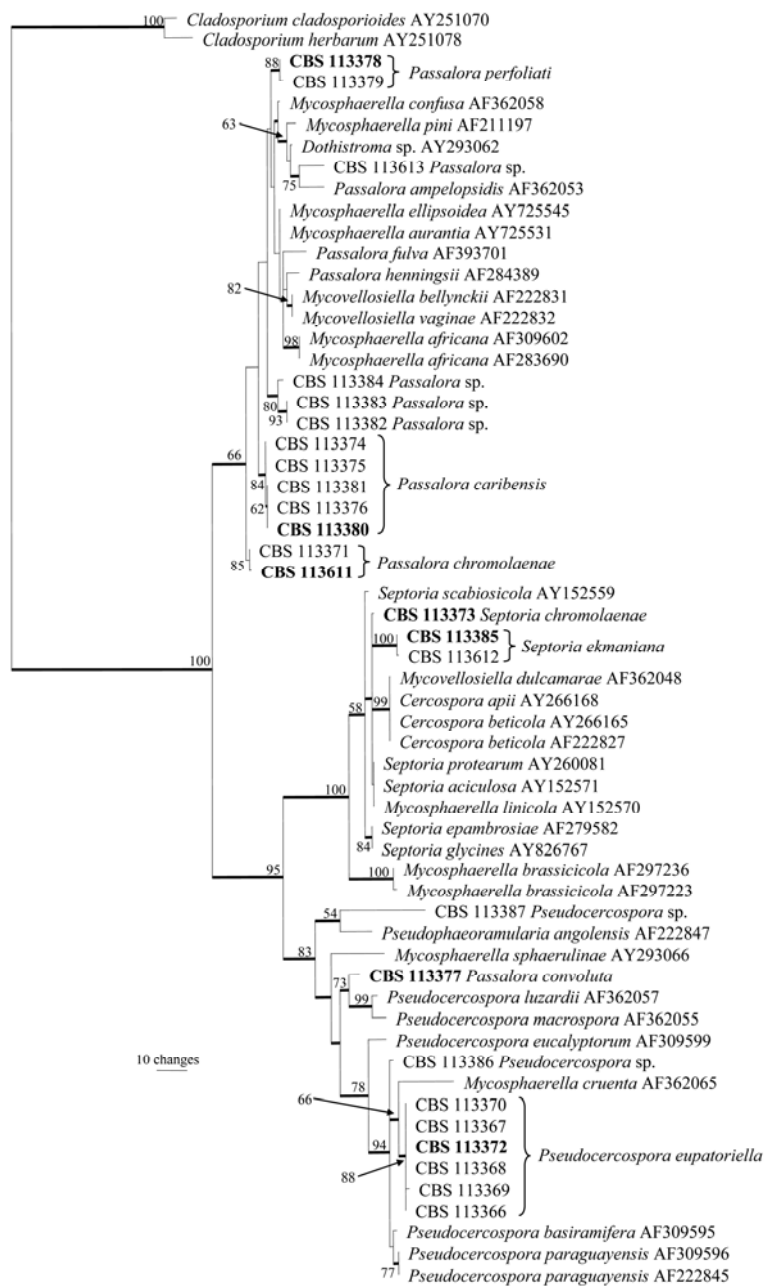 100
Cladosporium cladosporioides AY251070
Cladosporium herbarum AY251078
88
CBS 113378
CBS 113379
Passalora perfoliati
Mycosphaerella confusa AF362058
63
Mycosphaerella pini AF211197
Dothistroma sp. AY293062
CBS 113613 Passalora sp.
75
Passalora ampelopsidis AF362053
Mycosphaerella ellipsoidea AY725545
Mycosphaerella aurantia AY725531
Passalora fulva AF393701
Passalora henningsii AF284389
82
Mycovellosiella bellynckii AF222831
Mycovellosiella vaginae AF222832
98
Mycosphaerella africana AF309602
Mycosphaerella africana AF283690
CBS 113384 Passalora sp.
80
CBS 113383 Passalora sp.
93
CBS 113382 Passalora sp.
CBS 113374
66
CBS 113375
84
CBS 113381
Passalora caribensis
62
CBS 113376
CBS 113380
CBS 113371
Passalora chromolaenae
85
CBS 113611
Septoria scabiosicola AY152559
CBS 113373 Septoria chromolaenae
100
CBS 113385
Septoria ekmaniana
CBS 113612
100
Mycovellosiella dulcamarae AF362048
99
Cercospora apii AY266168
58
Cercospora beticola AY266165
Cercospora beticola AF222827
Septoria protearum AY260081
100
Septoria aciculosa AY152571
Mycosphaerella linicola AY152570
Septoria epambrosiae AF279582
84
Septoria glycines AY826767
95
100
Mycosphaerella brassicicola AF297236
Mycosphaerella brassicicola AF297223
54
CBS 113387 Pseudocercospora sp.
Pseudophaeoramularia angolensis AF222847
83
Mycosphaerella sphaerulinae AY293066
73
CBS 113377 Passalora convoluta
99
Pseudocercospora luzardii AF362057
Pseudocercospora macrospora AF362055
Pseudocercospora eucalyptorum AF309599
10 changes
CBS 113386 Pseudocercospora sp.
78
Mycosphaerella cruenta AF362065
66
CBS 113370
CBS 113367
94
CBS 113372
Pseudocercospora eupatoriella
88
CBS 113368
CBS 113369
CBS 113366
Pseudocercospora basiramifera AF309595
Pseudocercospora paraguayensis AF309596
77
Pseudocercospora paraguayensis AF222845